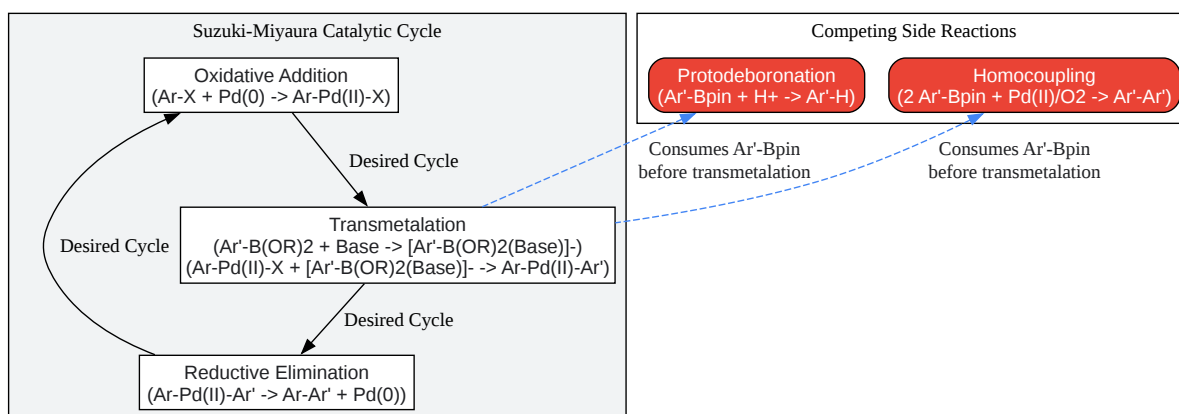 Suzuki-Miyaura Catalytic Cycle
Oxidative Addition
(Ar-X + Pd(0) -> Ar-Pd(II)-X)
Desired Cycle
Transmetalation
(Ar'-B(OR)2 + Base -> [Ar'-B(OR)2(Base)]-)
(Ar-Pd(II)-X + [Ar'-B(OR)2(Base)]- -> Ar-Pd(II)-Ar')
Desired Cycle
Desired Cycle
Reductive Elimination
(Ar-Pd(II)-Ar' -> Ar-Ar' + Pd(0))
Competing Side Reactions
Protodeboronation
(Ar'-Bpin + H+ -> Ar'-H)
Homocoupling
(2 Ar'-Bpin + Pd(II)/O2 -> Ar'-Ar')
Consumes Ar'-Bpin
before transmetalation
Consumes Ar'-Bpin
before transmetalation